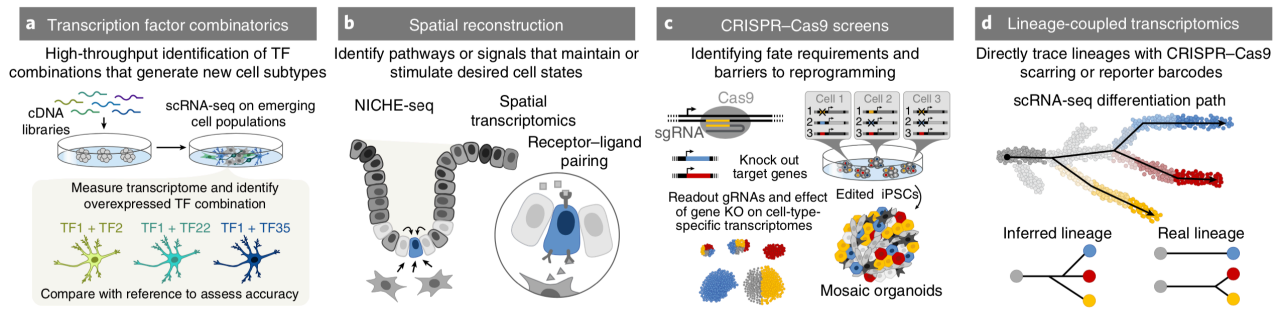 a Transcription factor combinatorics
High-throughput identification of TF
combinations that generate new cell subtypes
cDNA
libraries
scRNA-seq on emerging
cell populations
Measure transcriptome and identify
overexpressed TF combination
TF1 + TF2
TF1 + TF22
TF1 + TF35
Compare with reference to assess accuracy
b Spatial reconstruction
Identify pathways or signals that maintain or
stimulate desired cell states
NICHE-seq
Spatial
transcriptomics
Receptor–ligand
pairing
c CRISPR–Cas9 screens
Identifying fate requirements and
barriers to reprogramming
Cas9
sgRNA
Cell 1
Cell 2
Cell 3
1
2
3
1
2
3
1
2
3
Knock out
target genes
Edited iPSCs
Readout gRNAs and effect
of gene KO on cell-type-
specific transcriptomes
Mosaic organoids
d Lineage-coupled transcriptomics
Directly trace lineages with CRISPR–Cas9
scarring or reporter barcodes
scRNA-seq differentiation path
Inferred lineage
Real lineage